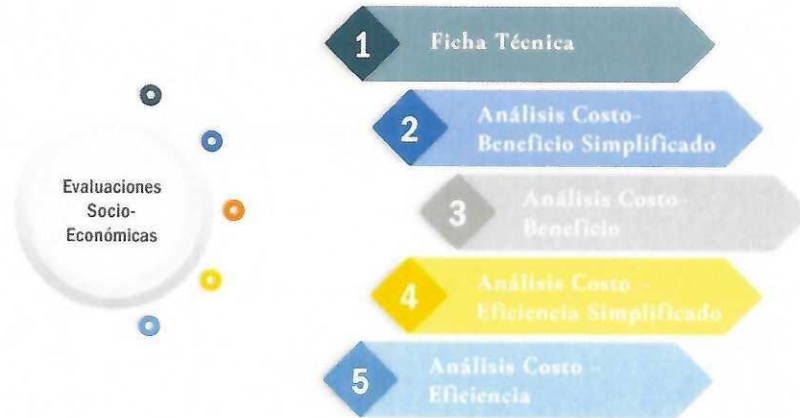 Evaluaciones
Socio-
Económicas
1
Ficha Técnica
2
Análisis Costo-
Beneficio Simplificado
3
Análisis Costo-
Beneficio
4
Análisis Costo –
Eficiencia Simplificado
5
Análisis Costo –
Eficiencia